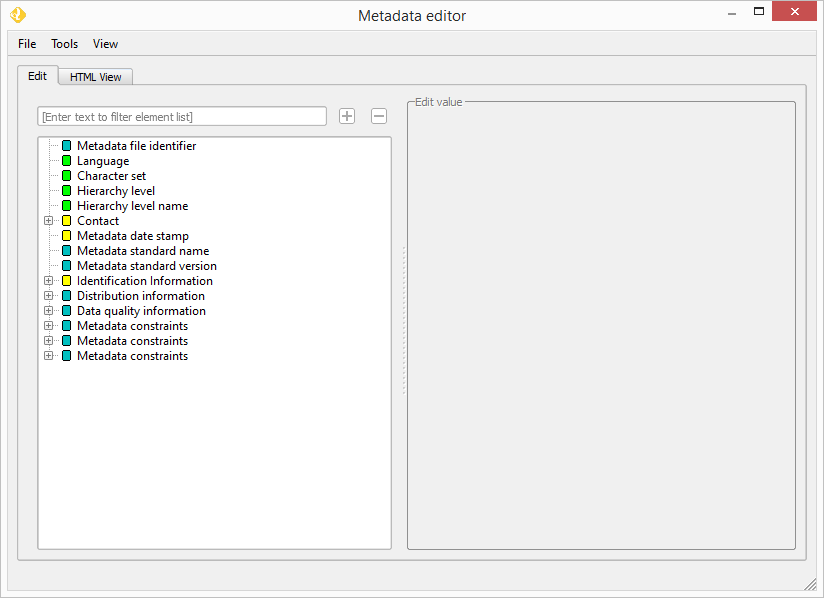 Metadata editor
File Tools View
Edit HTML View
[Enter text to filter element list]
Edit value
Metadata file identifier
Language
Character set
Hierarchy level
Hierarchy level name
Contact
Metadata date stamp
Metadata standard name
Metadata standard version
Identification Information
Distribution information
Data quality information
Metadata constraints
Metadata constraints
Metadata constraints